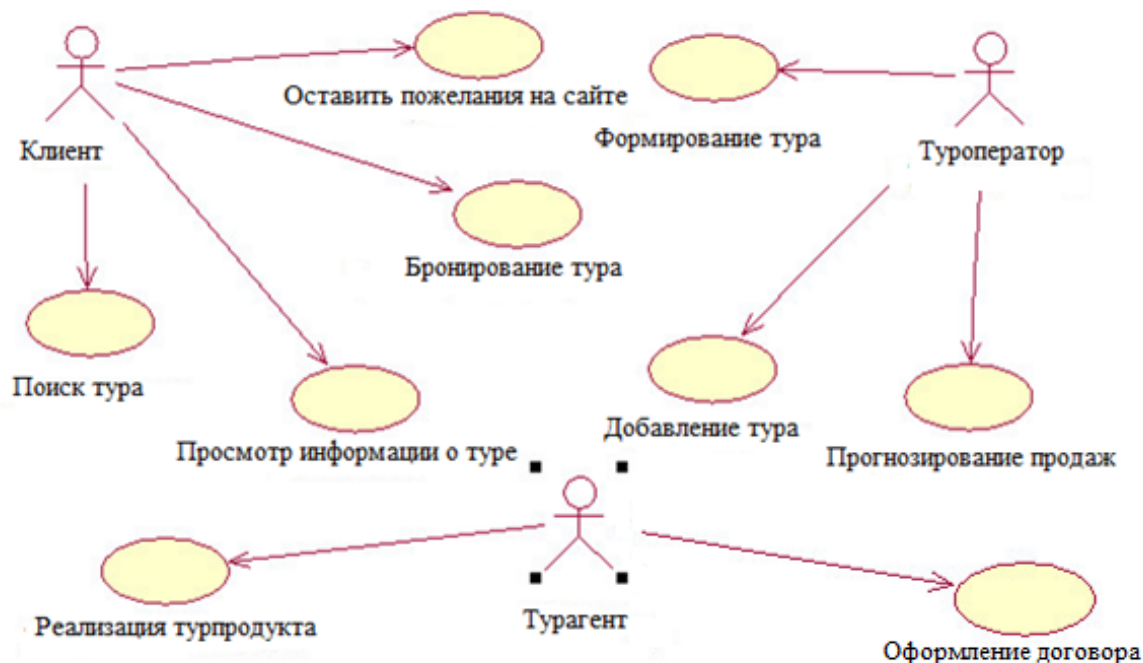 Оставить пожелания на сайте
Формирование тура
Клиент
Туроператор
Бронирование тура
Поиск тура
Просмотр информации о туре
Добавление тура
Прогнозирование продаж
Реализация турпродукта
Турагент
Оформление договора